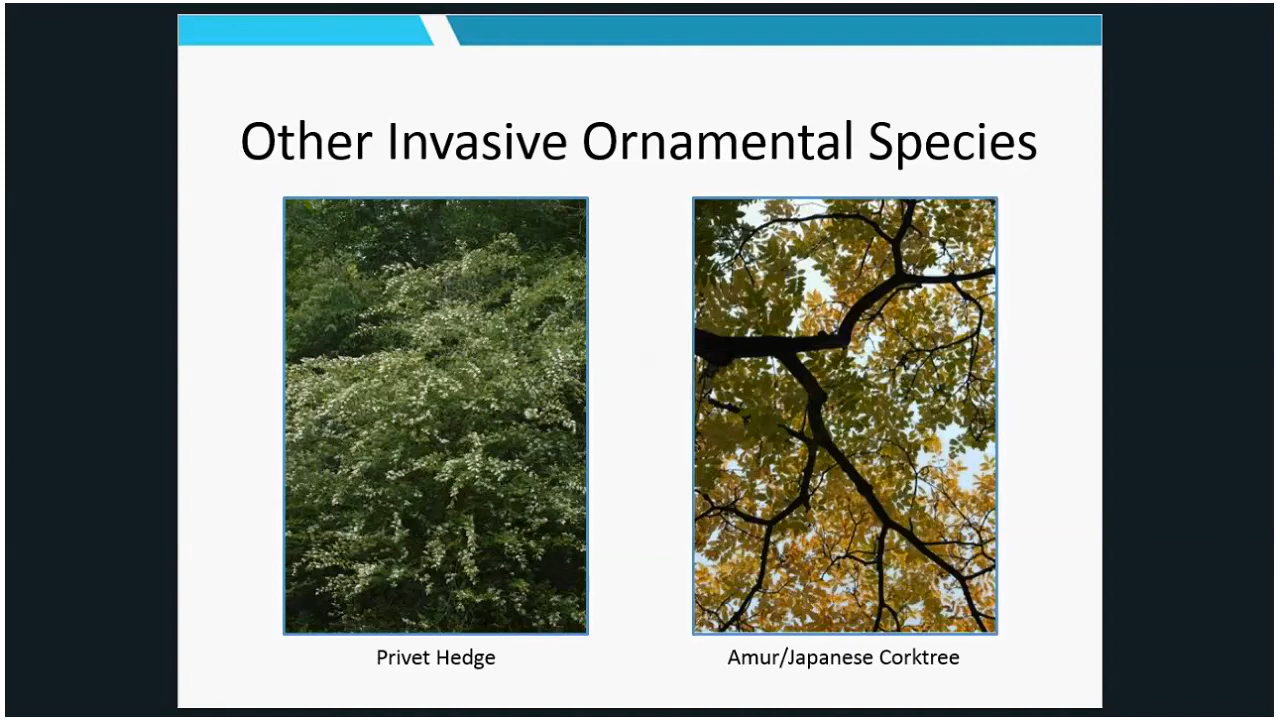 Other Invasive Ornamental Species
Privet Hedge
Amur/Japanese Corktree